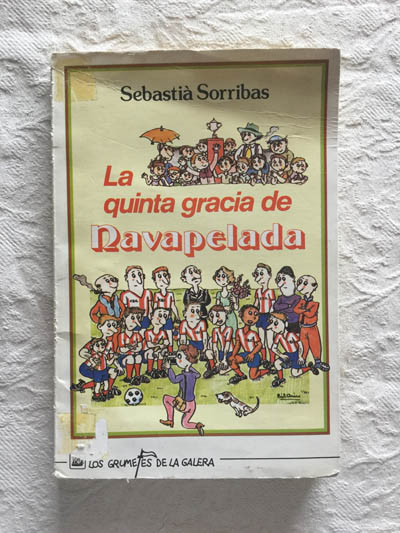 Sebastià Sorribas
La
quinta gracia de
Navapelada
LOS GRUMETES DE LA GALERA